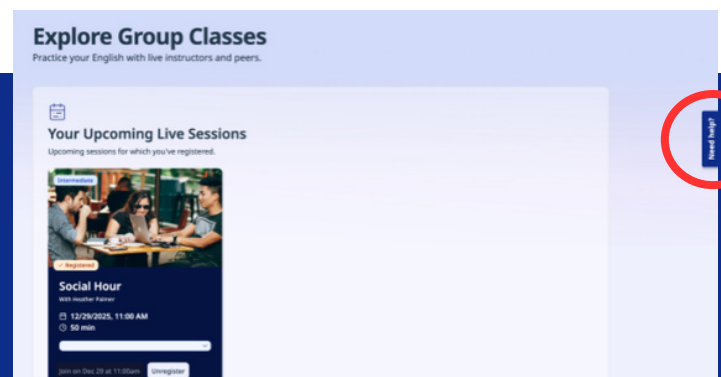 Explore Group Classes
Practice your English with live instructors and peers.
Need help?
Your Upcoming Live Sessions
Upcoming sessions for which you've registered.
Intermediate
✓ Registered
Social Hour
With Heather Palmer
12/29/2025, 11:00 AM
50 min
Join on Dec 29 at 11:00am
Unregister